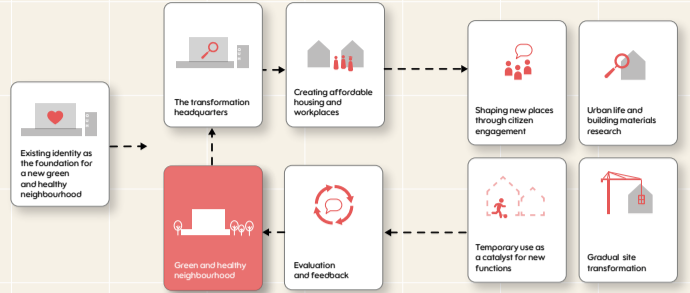 Existing identity as
the foundation for
a new green
and healthy
neighbourhood
The transformation
headquarters
Creating affordable
housing and
workplaces
Shaping new places
through citizen
engagement
Urban life and
building materials
research
Green and healthy
neighbourhood
Evaluation
and feedback
Temporary use as
a catalyst for new
functions
Gradual site
transformation